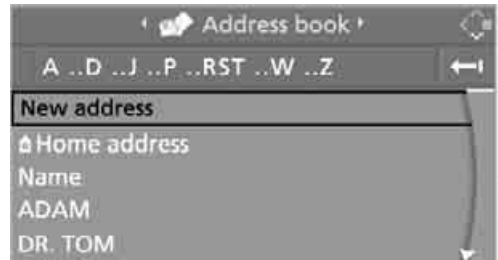 Address book
A ..D ..J ..P ..RST ..W ..Z
New address
Home address
Name
ADAM
DR. TOM